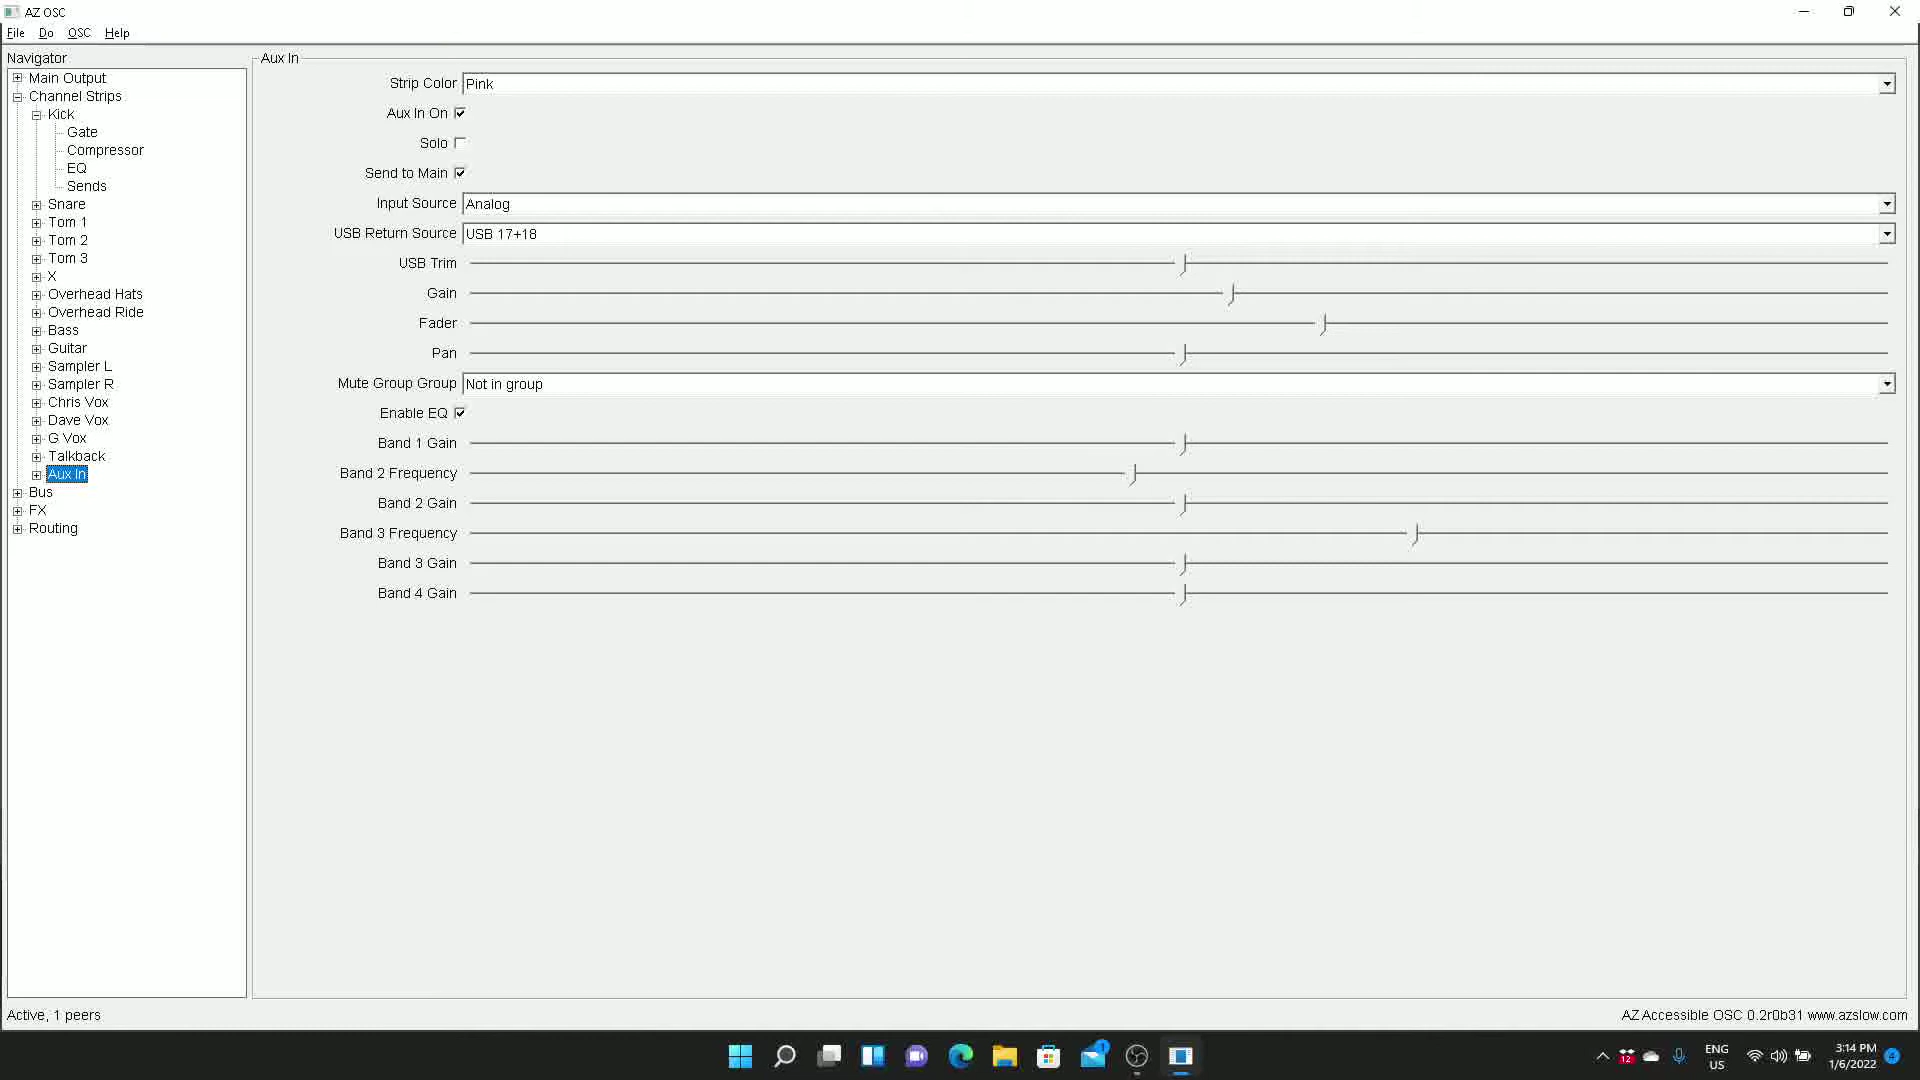 AZ OSC
File Do OSC Help
Navigator
Main Output
Channel Strips
Kick
Gate
Compressor
EQ
Sends
Snare
Tom 1
Tom 2
Tom 3
X
Overhead Hats
Overhead Ride
Bass
Guitar
Sampler L
Sampler R
Chris Vox
Dave Vox
G Vox
Talkback
Aux In
Bus
FX
Routing
Aux In
Strip Color Pink
Aux In On
Solo
Send to Main
Input Source Analog
USB Return Source USB 17+18
USB Trim
Gain
Fader
Pan
Mute Group Group Not in group
Enable EQ
Band 1 Gain
Band 2 Frequency
Band 2 Gain
Band 3 Frequency
Band 3 Gain
Band 4 Gain
Active, 1 peers
AZ Accessible OSC 0.2r0b31 www.azslow.com
1
12
ENG
US
3:14 PM
1/6/2022
4